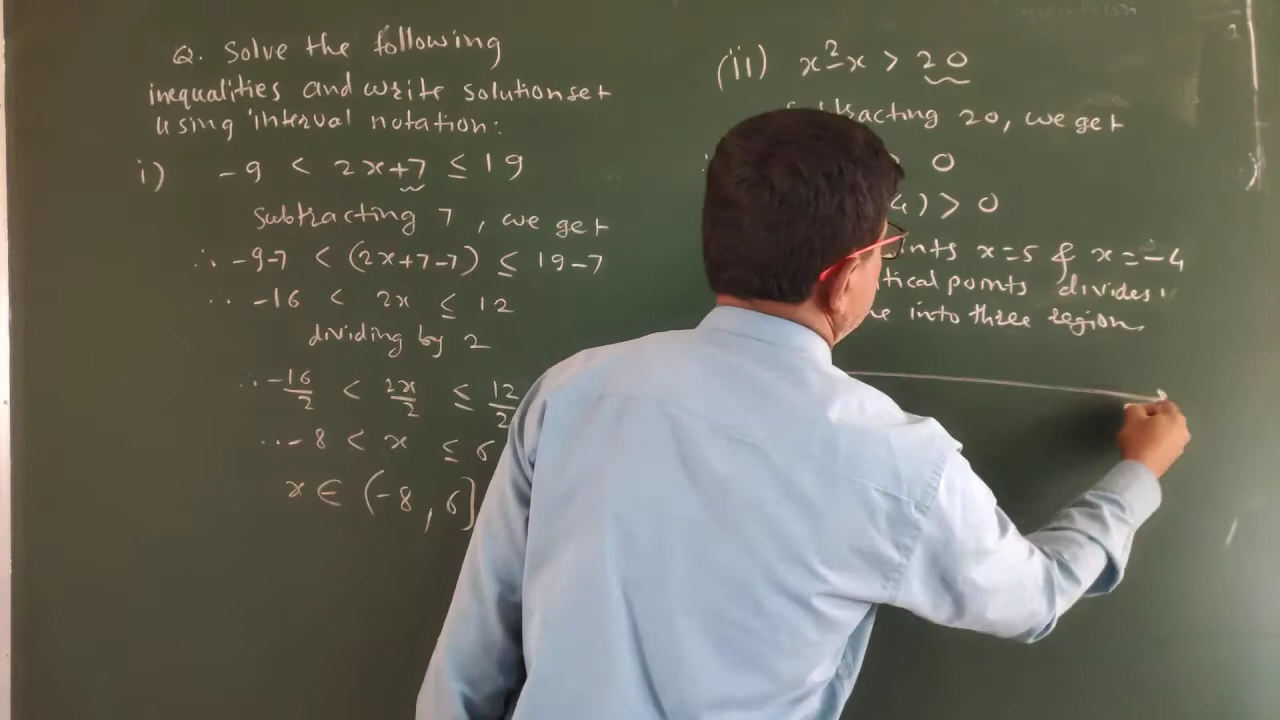 Q. Solve the following
inequalities and write solution set
using interval notation:
i) -9 < 2x+7 ≤ 19
Subtracting 7, we get
∴ -9-7 < (2x+7-7) ≤ 19-7
∴ -16 < 2x ≤ 12
dividing by 2
∴ -16/2 < 2x/2 ≤ 12/2
∴ -8 < x ≤ 6
x ∈ (-8, 6]
(ii) x²-x > 20
20, we get
0
4) > 0
x=5 & x=-4
points divides
into three region.